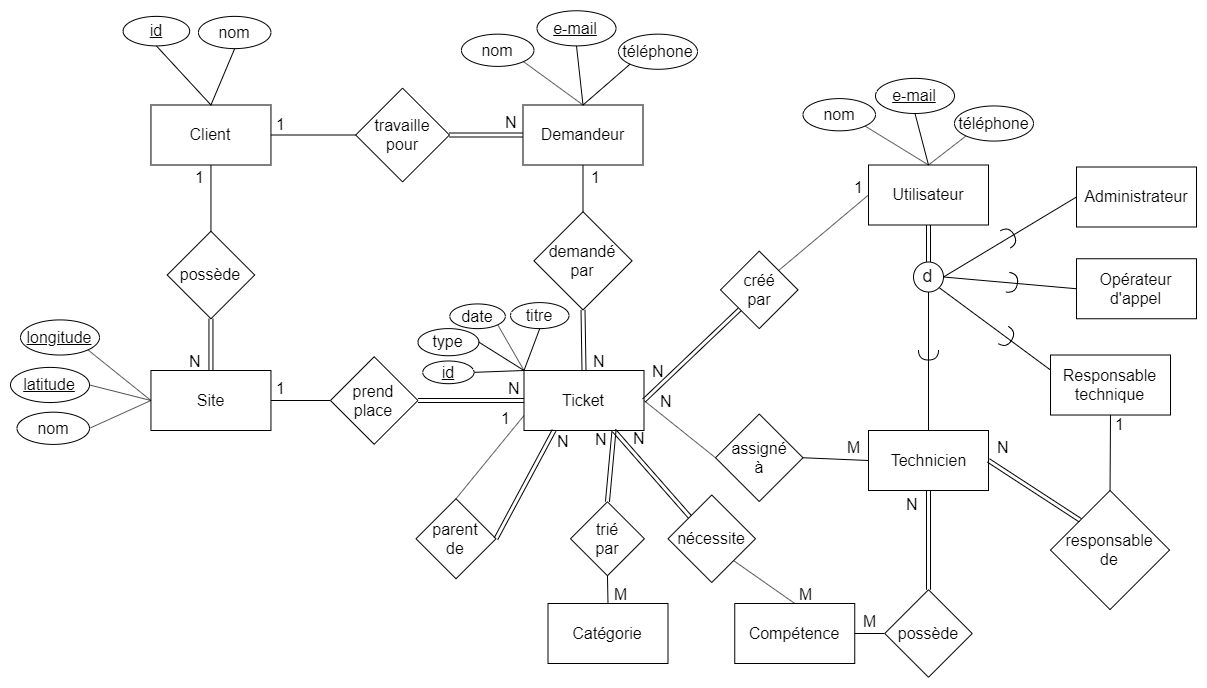 id
nom
nom
e-mail
téléphone
Client
1
travaille
pour
N
Demandeur
nom
e-mail
téléphone
1
1
1
Utilisateur
Administrateur
possède
demandé
par
créé
par
d
Opérateur
d'appel
longitude
latitude
nom
N
Site
1
prend
place
N
type
date
titre
id
N
Ticket
N
N
1
N
N
N
Responsable
technique
1
assigné
à
M
Technicien
N
N
parent
de
trié
par
nécessite
responsable
de
M
Catégorie
M
Compétence
M
possède